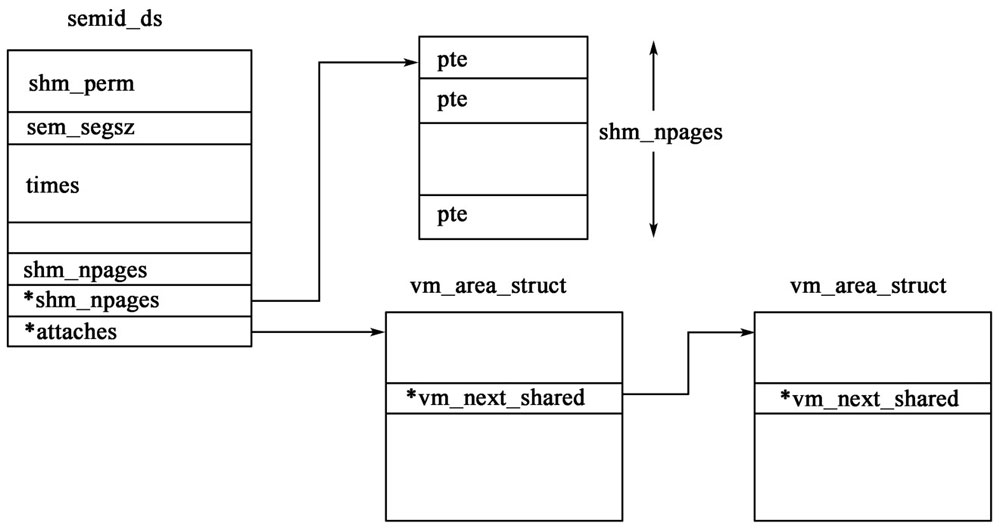 semid_ds
shm_perm
sem_segsz
times
shm_npages
*shm_npages
*attaches
pte
pte
pte
shm_npages
vm_area_struct
*vm_next_shared
vm_area_struct
*vm_next_shared